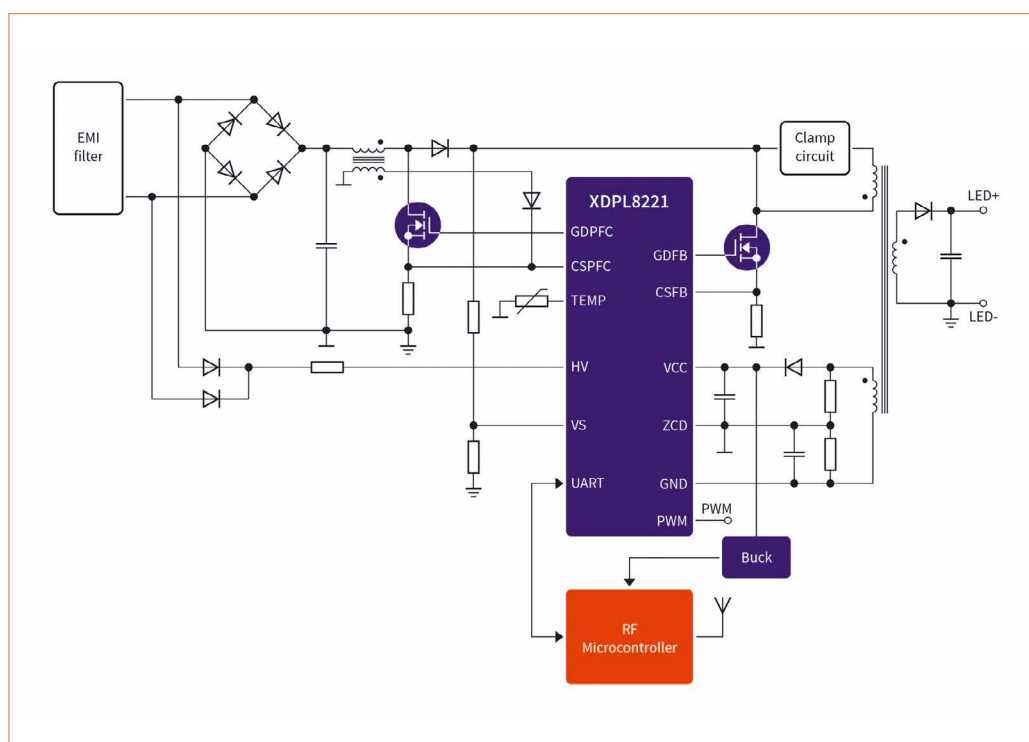 EMI
filter
Clamp
circuit
LED+
LED-
XDPL8221
GDPFC
CSPFC
TEMP
HV
VS
UART
GDFB
CSFB
VCC
ZCD
GND
PWM
PWM
Buck
RF
Microcontroller